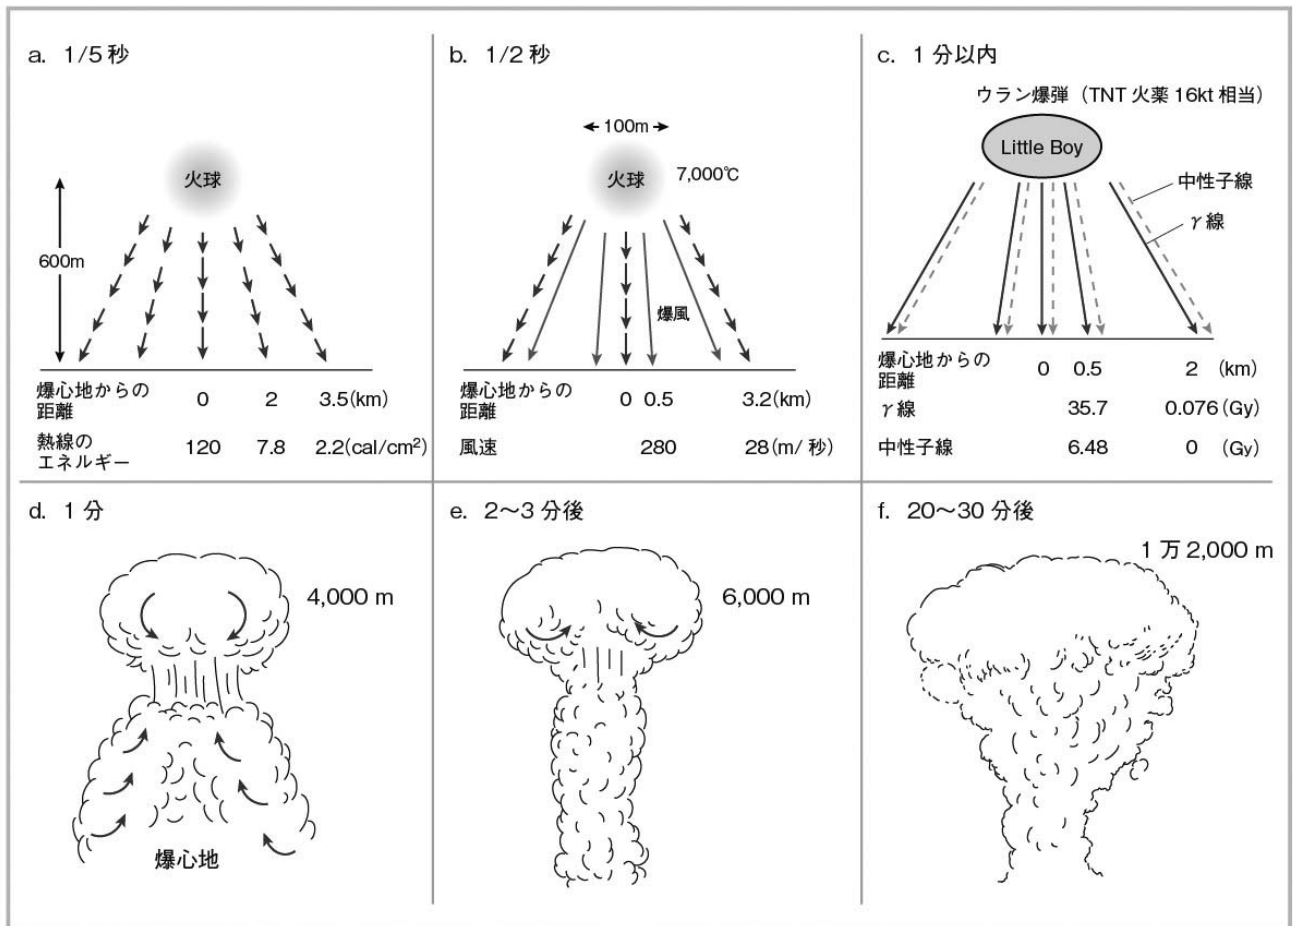 a. 1/5秒
火球
600m
爆心地からの
距離
0 2 3.5(km)
熱線の
エネルギー
120 7.8 2.2(cal/cm²)
b. 1/2秒
100m
火球
7,000℃
爆風
爆心地からの
距離
0 0.5 3.2(km)
風速
280 28(m/秒)
c. 1分以内
ウラン爆弾（TNT火薬16kt相当）
Little Boy
中性子線
γ線
爆心地からの
距離
0 0.5 2 (km)
γ線 35.7 0.076(Gy)
中性子線 6.48 0 (Gy)
d. 1分
4,000 m
爆心地
e. 2〜3分後
6,000 m
f. 20〜30分後
1万2,000 m